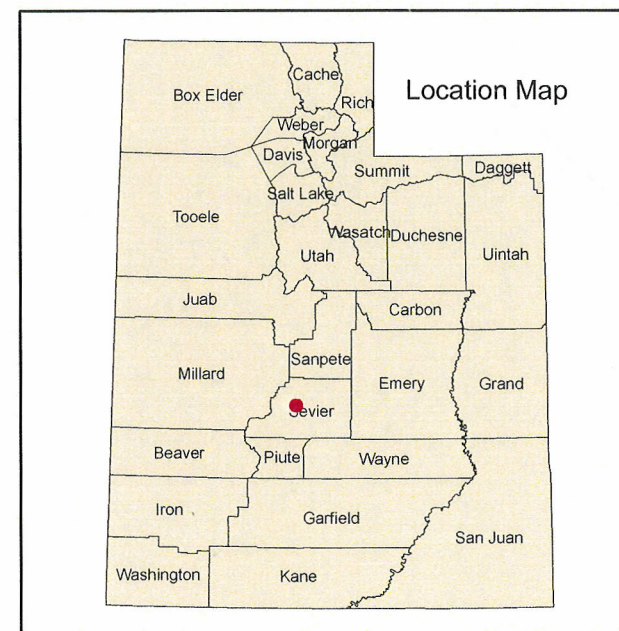 Location Map
Cache
Box Elder
Rich
Weber
Morgan
Davis
Summit
Daggett
Salt Lake
Tooele
Wasatch
Duchesne
Utah
Uintah
Juab
Carbon
Sanpete
Millard
Emery
Grand
Sevier
Beaver
Piute
Wayne
Iron
Garfield
San Juan
Washington
Kane